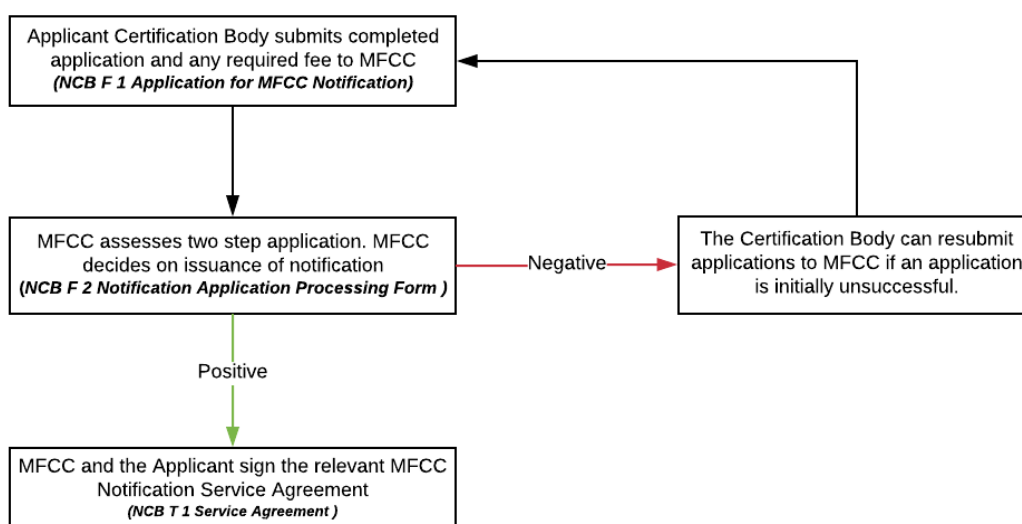 Applicant Certification Body submits completed
application and any required fee to MFCC
(NCB F 1 Application for MFCC Notification)
MFCC assesses two step application. MFCC
decides on issuance of notification
(NCB F 2 Notification Application Processing Form )
Negative
The Certification Body can resubmit
applications to MFCC if an application
is initially unsuccessful.
Positive
MFCC and the Applicant sign the relevant MFCC
Notification Service Agreement
(NCB T 1 Service Agreement )